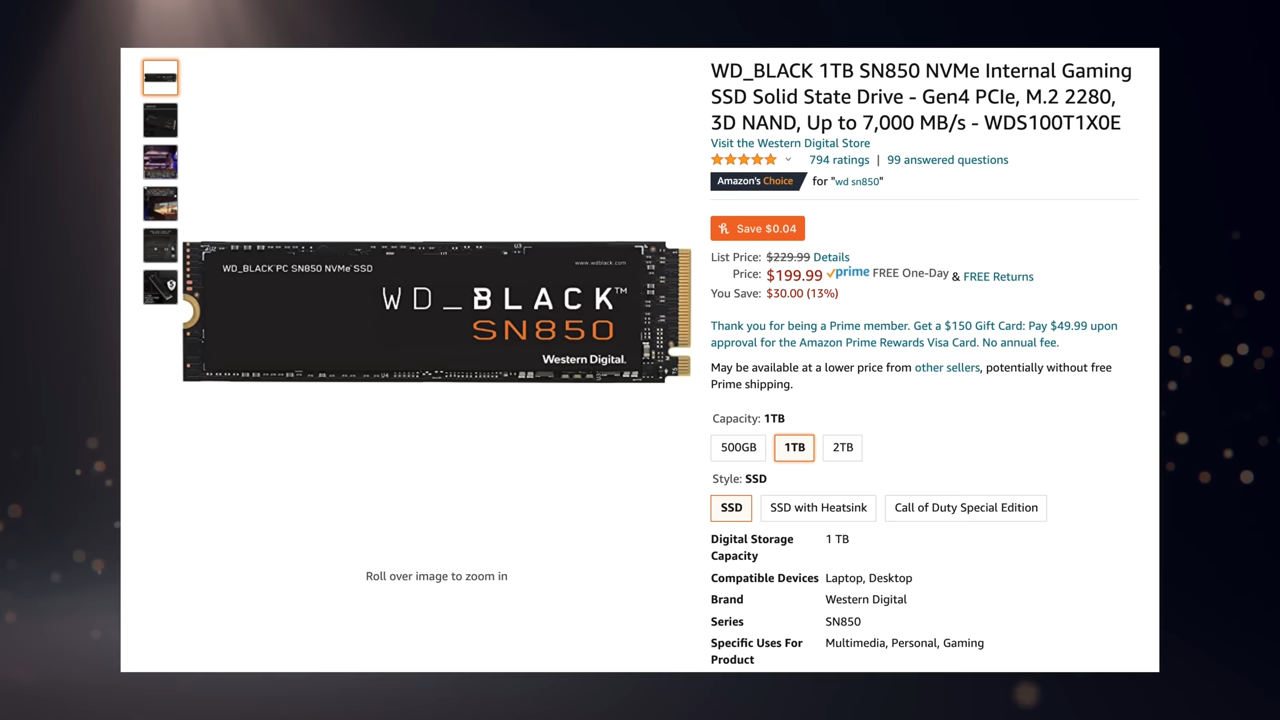 WD_BLACK 1TB SN850 NVMe Internal Gaming
SSD Solid State Drive - Gen4 PCIe, M.2 2280,
3D NAND, Up to 7,000 MB/s - WDS100T1X0E
Visit the Western Digital Store
794 ratings | 99 answered questions
Amazon's Choice for "wd sn850"
Save $0.04
List Price: $229.99 Details
Price: $199.99 prime FREE One-Day & FREE Returns
You Save: $30.00 (13%)
Thank you for being a Prime member. Get a $150 Gift Card: Pay $49.99 upon
approval for the Amazon Prime Rewards Visa Card. No annual fee.
May be available at a lower price from other sellers, potentially without free
Prime shipping.
Capacity: 1TB
500GB 1TB 2TB
Style: SSD
SSD SSD with Heatsink Call of Duty Special Edition
Digital Storage 1 TB
Capacity
Compatible Devices Laptop, Desktop
Brand Western Digital
Series SN850
Specific Uses For Multimedia, Personal, Gaming
Product
U3
WD_BLACK PC SN850 NVMe SSD
www.wdblack.com
WD_BLACK™
SN850
Western Digital.
U4
Roll over image to zoom in